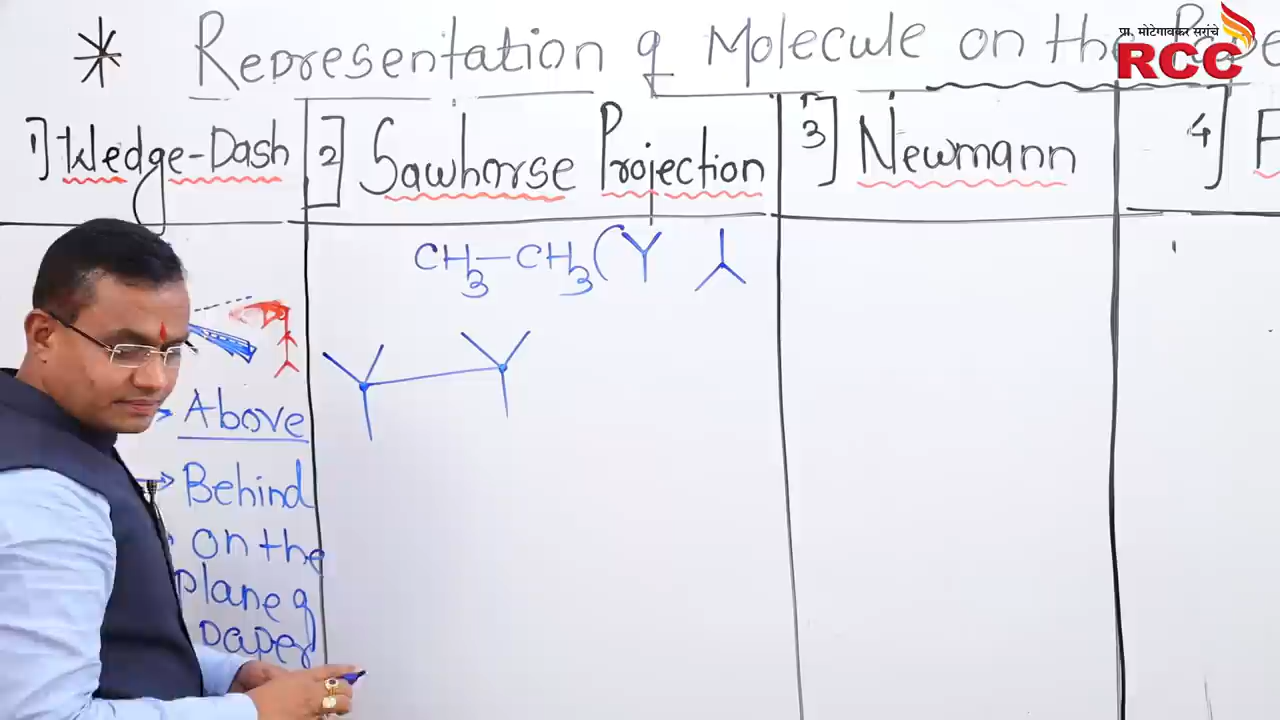 * Representation of Molecule on the Pape
प्रा. मोटेगावकर सरांचे
RCC
1] Wedge-Dash
2] Sawhorse Projection
3] Newmann
4] F
CH3-CH3 (
Above
Behind
on the
plane of
paper